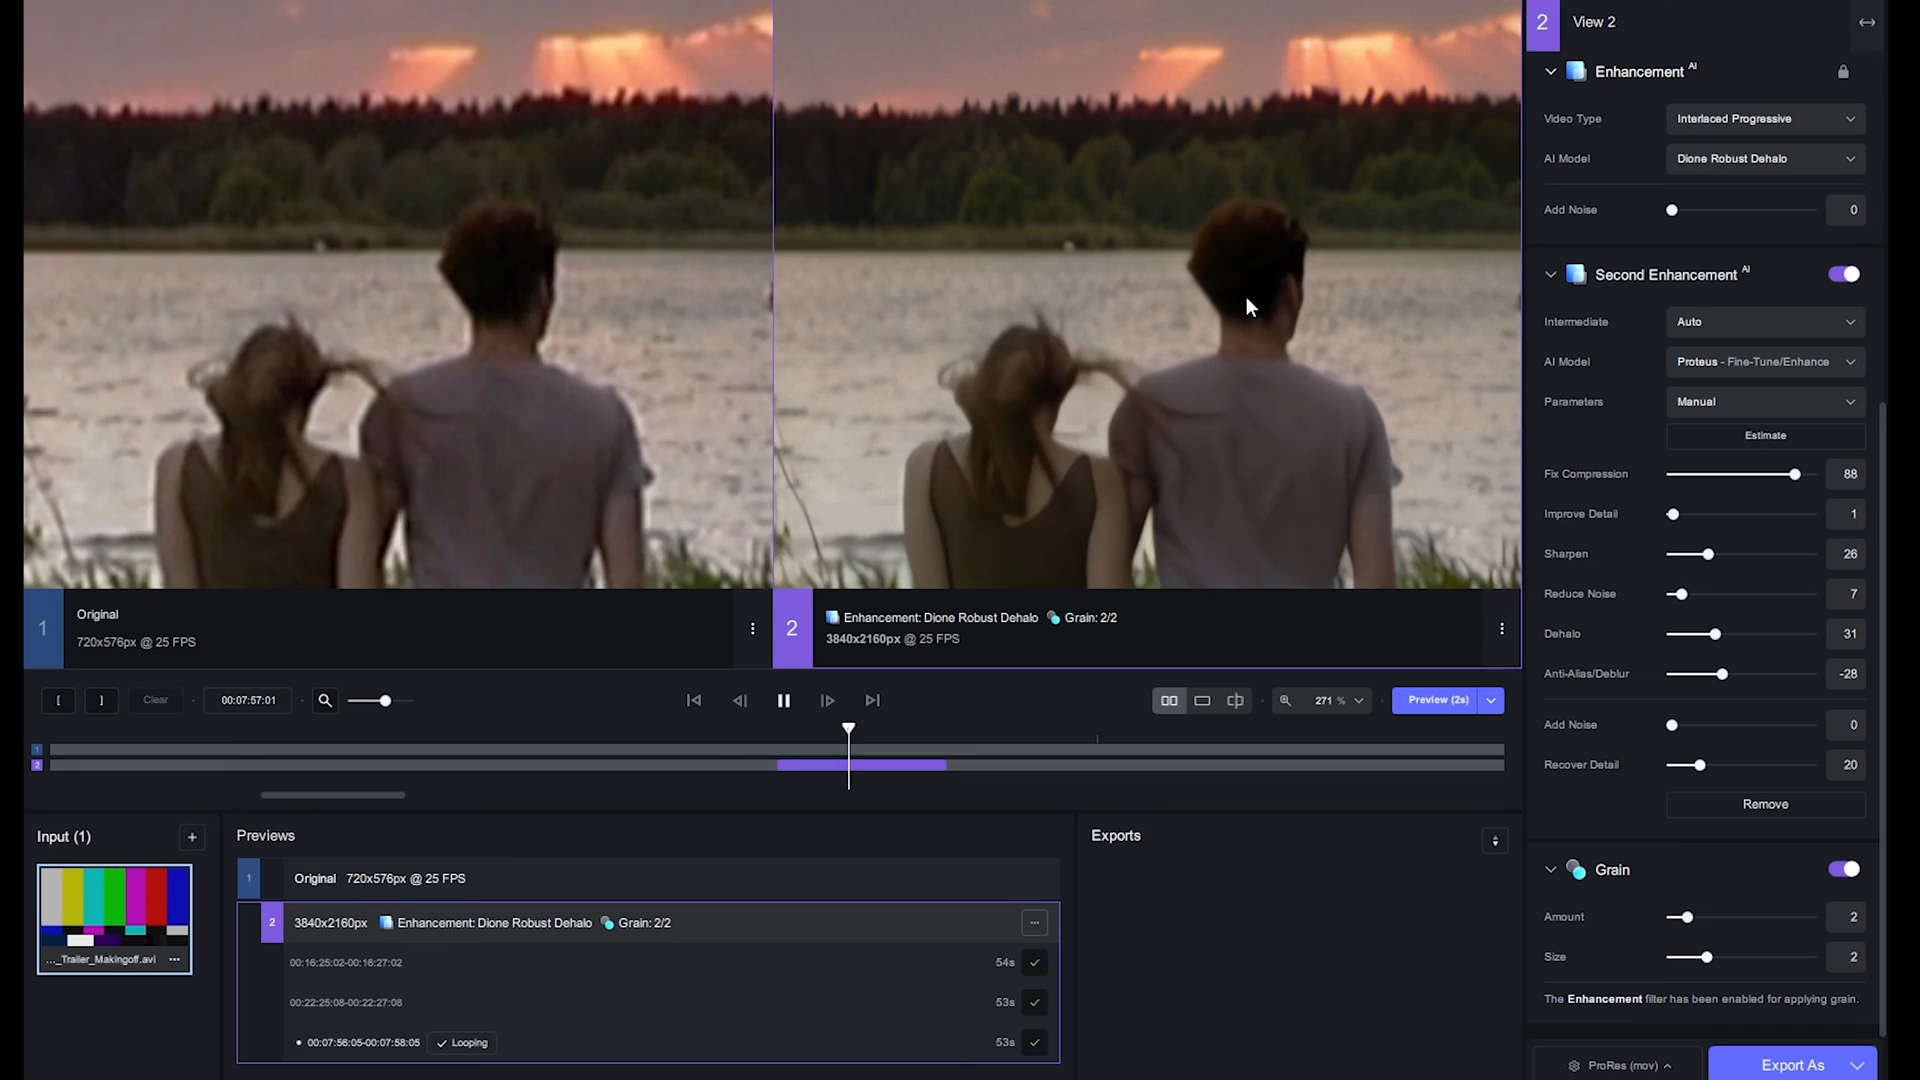 2 View 2
Enhancement AI
Video Type Interlaced Progressive
AI Model Dione Robust Dehalo
Add Noise 0
Second Enhancement AI
Intermediate Auto
AI Model Proteus - Fine-Tune/Enhance
Parameters Manual
Estimate
Fix Compression 88
Improve Detail 1
Sharpen 26
Reduce Noise 7
Dehalo 31
Anti-Alias/Deblur -28
Add Noise 0
Recover Detail 20
Remove
Grain
Amount 2
Size 2
The Enhancement filter has been enabled for applying grain.
ProRes (mov)
Export As
1 Original
720x576px @ 25 FPS
2 Enhancement: Dione Robust Dehalo Grain: 2/2
3840x2160px @ 25 FPS
[ ] Clear 00:07:57:01 271 % Preview (2s)
1
2
Input (1)
..._Trailer_Makingoff.avi ...
Previews
1 Original 720x576px @ 25 FPS
2 3840x2160px Enhancement: Dione Robust Dehalo Grain: 2/2 ...
00:16:25:02-00:16:27:02 54s
00:22:25:08-00:22:27:08 53s
00:07:56:05-00:07:58:05 Looping 53s
Exports